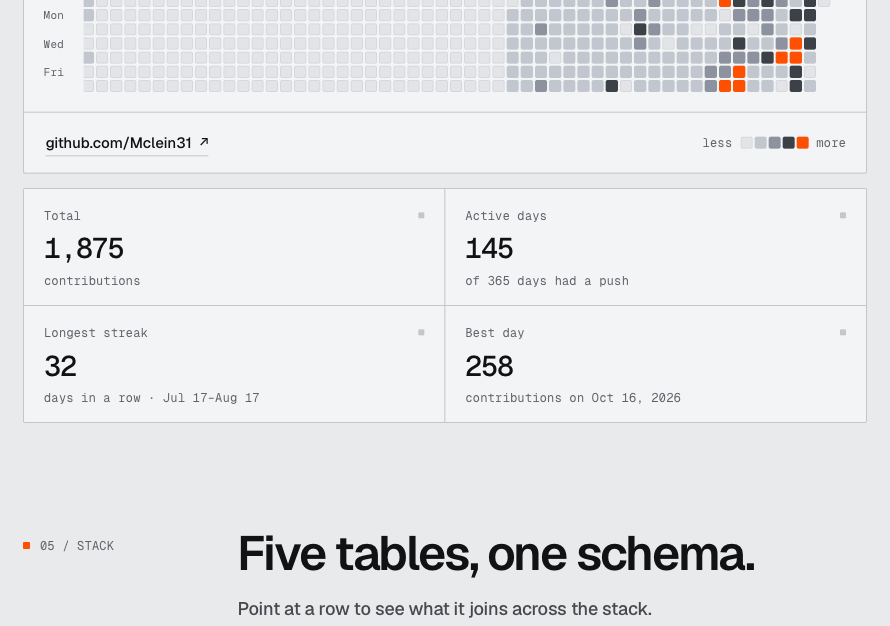 Mon
Wed
Fri
github.com/Mclein31 ↗
less more
Total
1,875
contributions
Active days
145
of 365 days had a push
Longest streak
32
days in a row · Jul 17–Aug 17
Best day
258
contributions on Oct 16, 2026
05 / STACK
Five tables, one schema.
Point at a row to see what it joins across the stack.